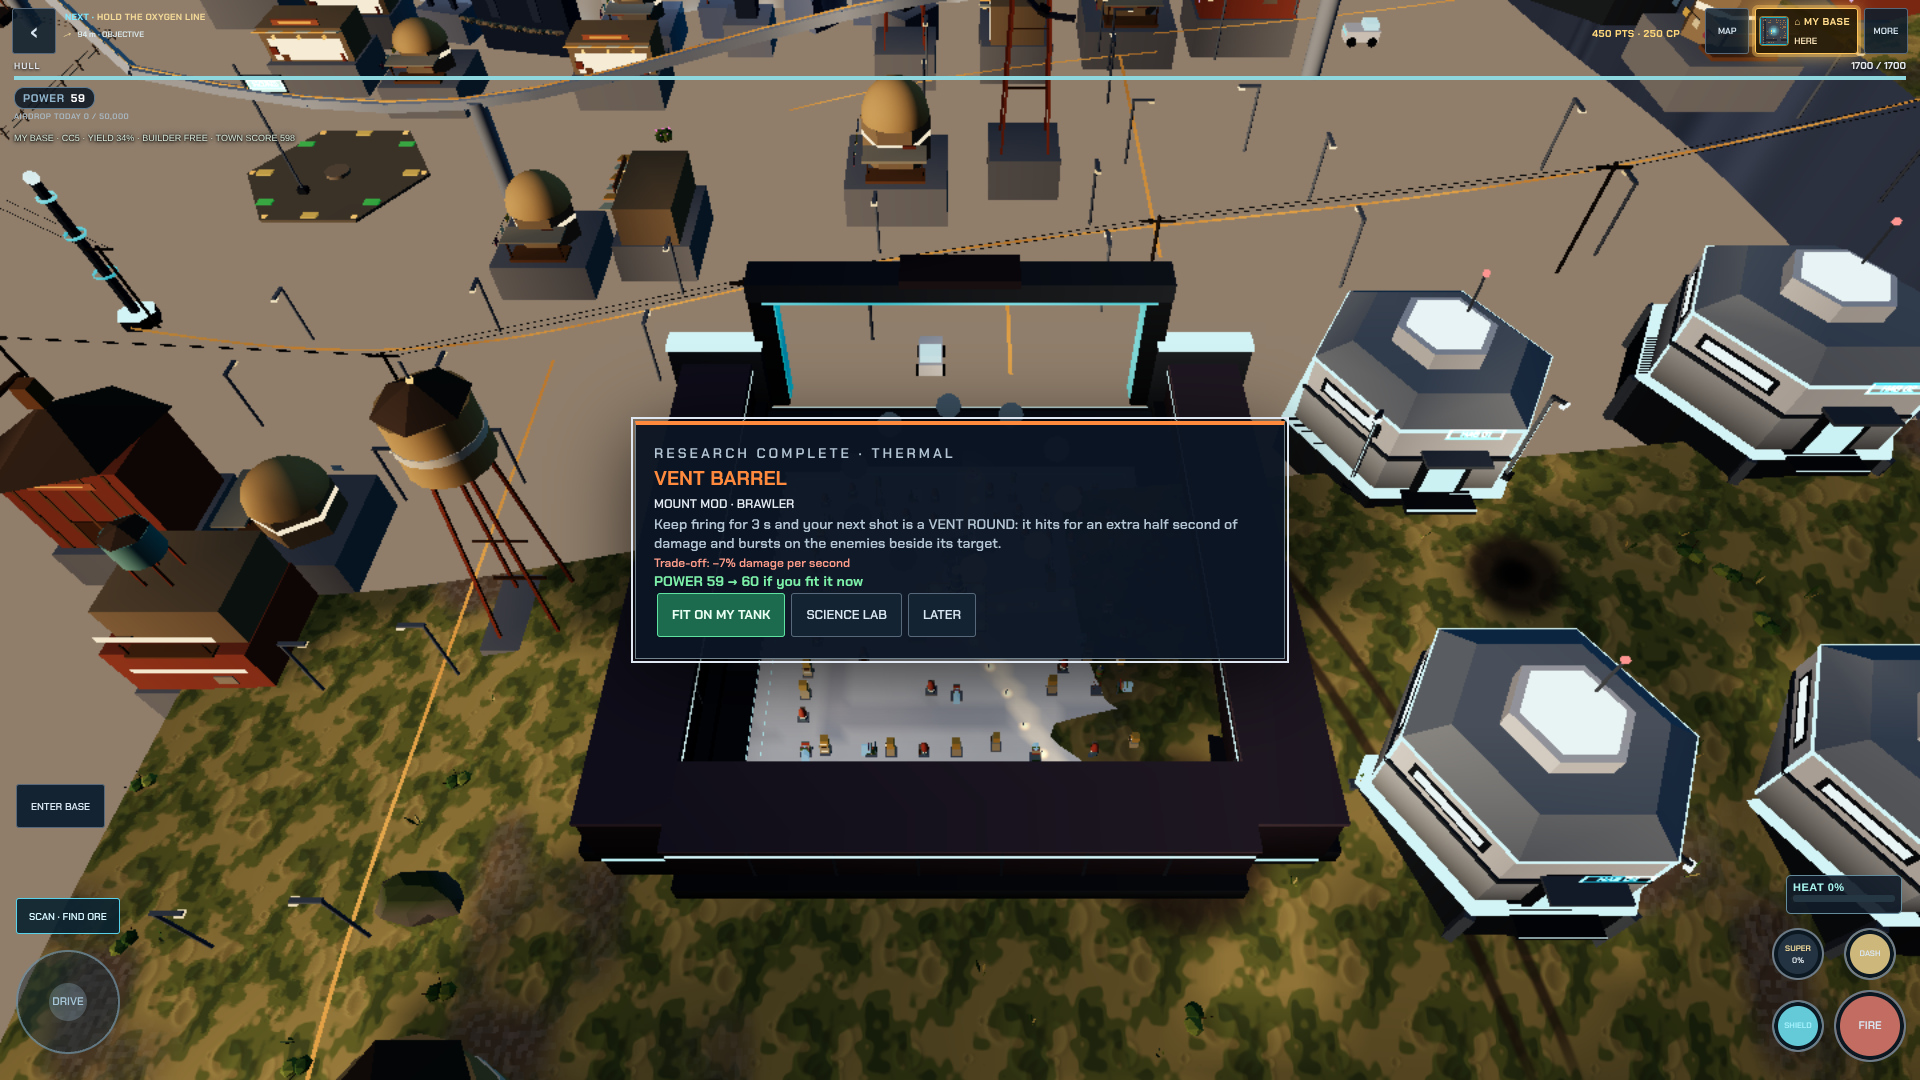 NEXT · HOLD THE OXYGEN LINE
94 m · OBJECTIVE
450 PTS · 250 CP
MAP
⌂ MY BASE
HERE
MORE
HULL
1700 / 1700
POWER 59
AIRDROP TODAY 0 / 50,000
MY BASE · CC5 · YIELD 34% · BUILDER FREE · TOWN SCORE 598
RESEARCH COMPLETE · THERMAL
VENT BARREL
MOUNT MOD · BRAWLER
Keep firing for 3 s and your next shot is a VENT ROUND: it hits for an extra half second of
damage and bursts on the enemies beside its target.
Trade-off: −7% damage per second
POWER 59 → 60 if you fit it now
FIT ON MY TANK
SCIENCE LAB
LATER
ENTER BASE
SCAN · FIND ORE
DRIVE
HEAT 0%
SUPER
0%
DASH
SHIELD
FIRE